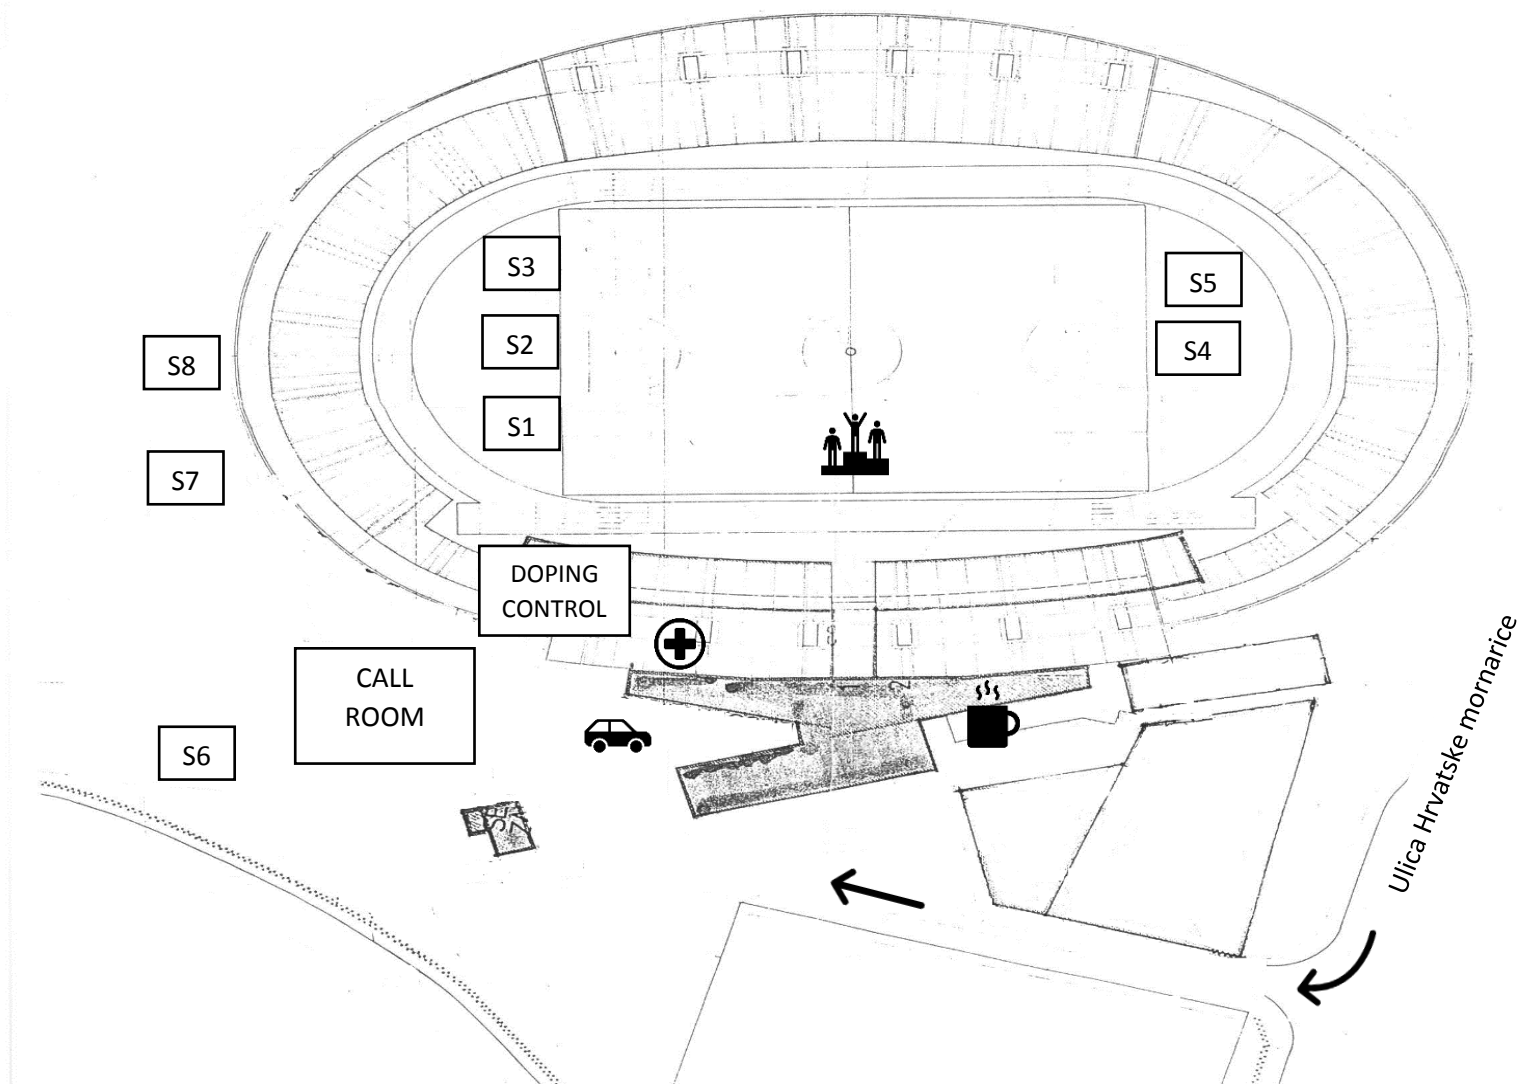 S3
S5
S2
S4
S8
S1
S7
DOPING
CONTROL
CALL
ROOM
S6
Ulica Hrvatske mornarice